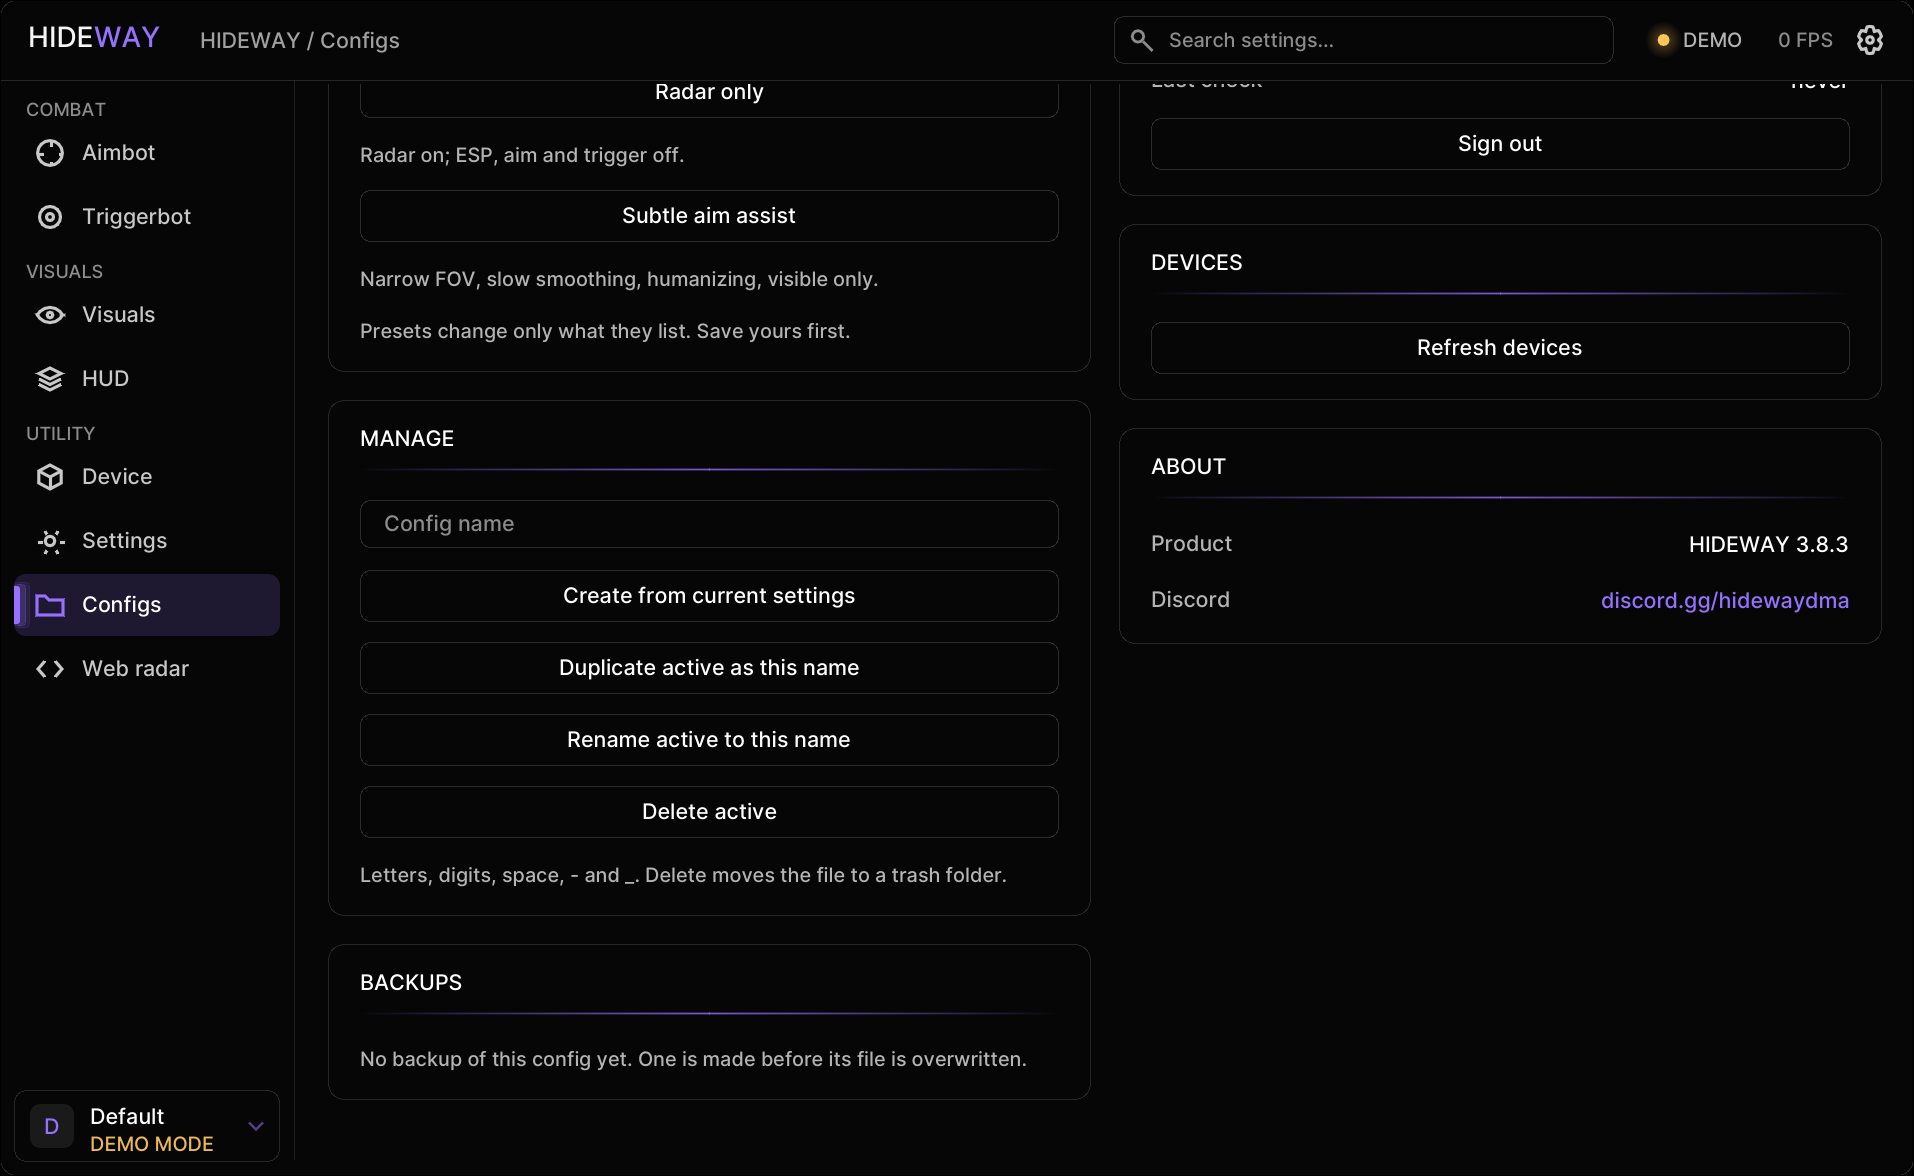 HIDEWAY
HIDEWAY / Configs
Search settings...
DEMO
0 FPS
COMBAT
Aimbot
Triggerbot
VISUALS
Visuals
HUD
UTILITY
Device
Settings
Configs
Web radar
D
Default
DEMO MODE
Radar only
Radar on; ESP, aim and trigger off.
Subtle aim assist
Narrow FOV, slow smoothing, humanizing, visible only.
Presets change only what they list. Save yours first.
MANAGE
Config name
Create from current settings
Duplicate active as this name
Rename active to this name
Delete active
Letters, digits, space, - and _. Delete moves the file to a trash folder.
BACKUPS
No backup of this config yet. One is made before its file is overwritten.
Last check never
Sign out
DEVICES
Refresh devices
ABOUT
Product HIDEWAY 3.8.3
Discord discord.gg/hidewaydma